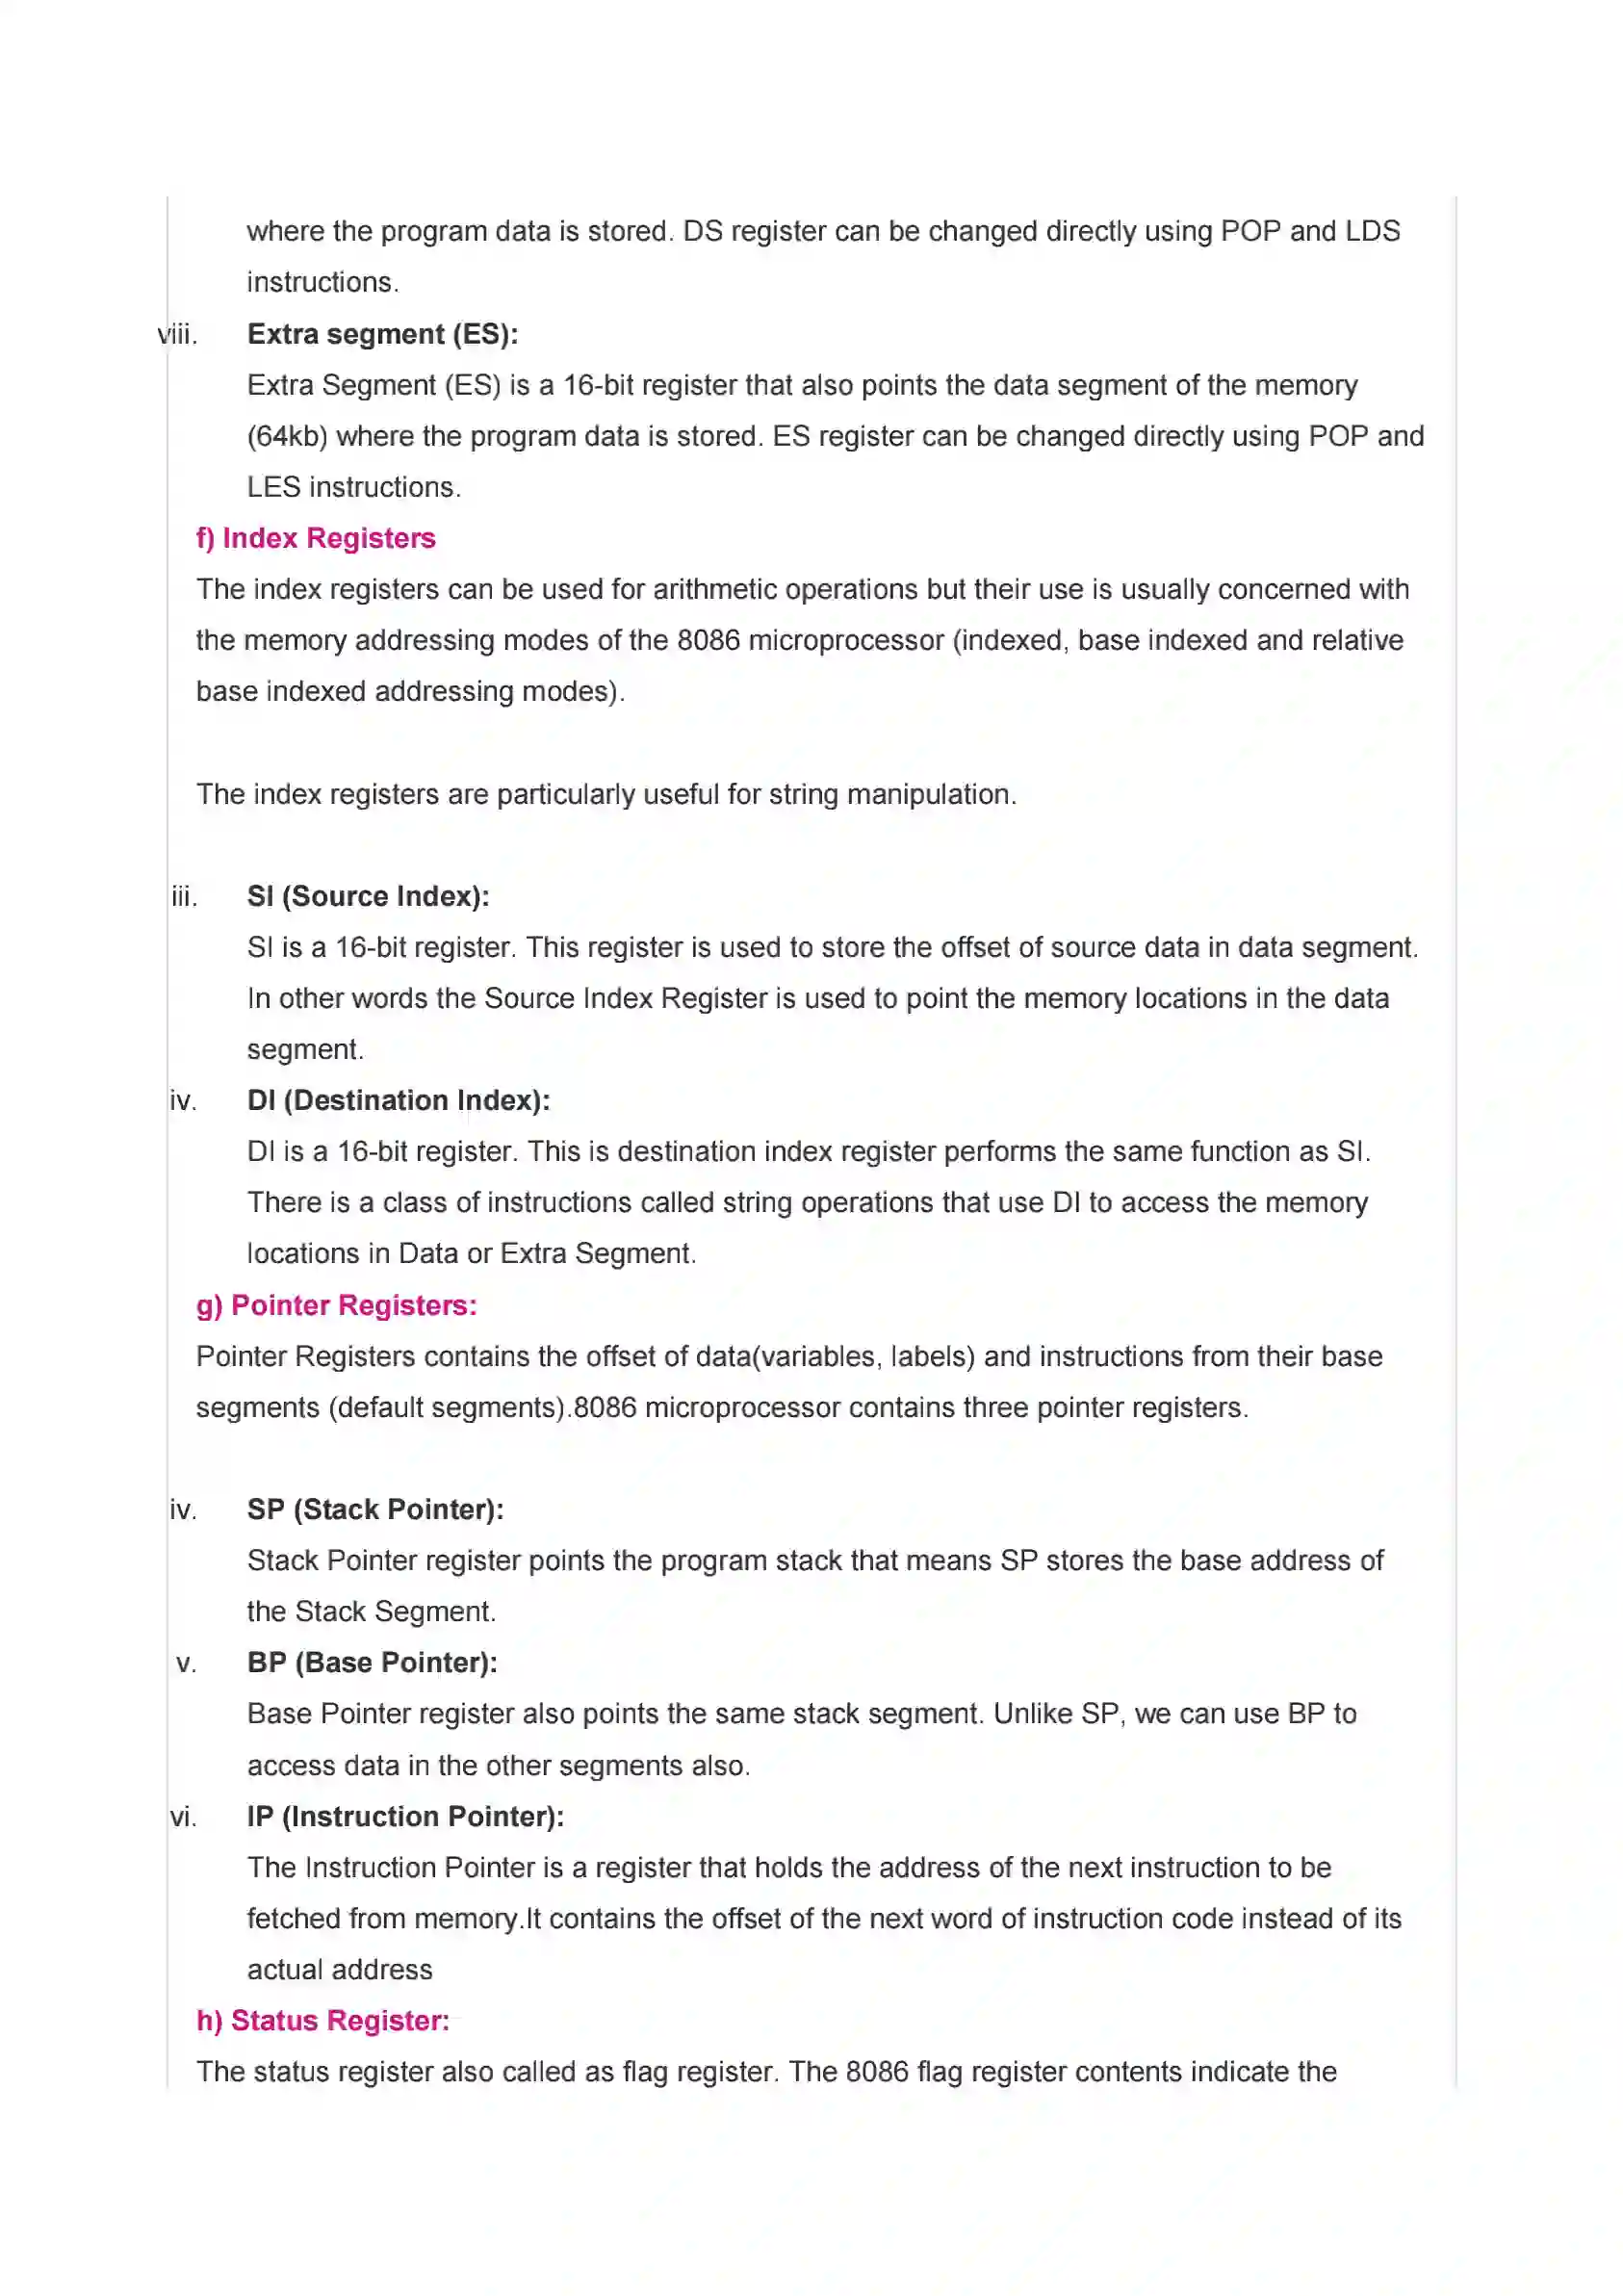 where the program data is stored. DS register can be changed directly using POP and LDS
instructions.
viii. Extra segment (ES):
Extra Segment (ES) is a 16-bit register that also points the data segment of the memory
(64kb) where the program data is stored. ES register can be changed directly using POP and
LES instructions.
f) Index Registers
The index registers can be used for arithmetic operations but their use is usually concerned with
the memory addressing modes of the 8086 microprocessor (indexed, base indexed and relative
base indexed addressing modes).
The index registers are particularly useful for string manipulation.
iii. SI (Source Index):
SI is a 16-bit register. This register is used to store the offset of source data in data segment.
In other words the Source Index Register is used to point the memory locations in the data
segment.
iv. DI (Destination Index):
DI is a 16-bit register. This is destination index register performs the same function as SI.
There is a class of instructions called string operations that use DI to access the memory
locations in Data or Extra Segment.
g) Pointer Registers:
Pointer Registers contains the offset of data(variables, labels) and instructions from their base
segments (default segments).8086 microprocessor contains three pointer registers.
iv. SP (Stack Pointer):
Stack Pointer register points the program stack that means SP stores the base address of
the Stack Segment.
v. BP (Base Pointer):
Base Pointer register also points the same stack segment. Unlike SP, we can use BP to
access data in the other segments also.
vi. IP (Instruction Pointer):
The Instruction Pointer is a register that holds the address of the next instruction to be
fetched from memory.It contains the offset of the next word of instruction code instead of its
actual address
h) Status Register:
The status register also called as flag register. The 8086 flag register contents indicate the